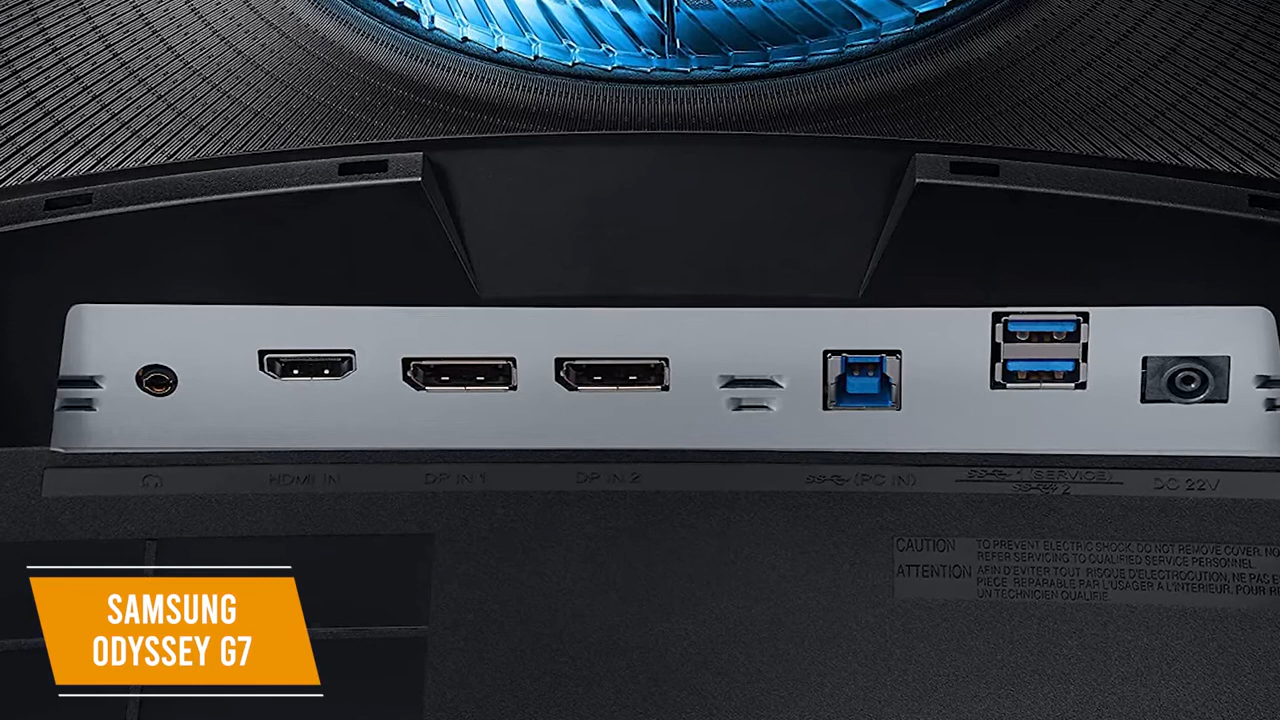 HDMI IN
DP IN 1
DP IN 2
(PC IN)
1 (SERVICE)
2
DC 22V
CAUTION
TO PREVENT ELECTRIC SHOCK, DO NOT REMOVE COVER. NO
REFER SERVICING TO QUALIFIED SERVICE PERSONNEL.
ATTENTION
AFIN D'EVITER TOUT RISQUE D'ELECTROCUTION, NE PAS
PIECE REPARABLE PAR L'USAGER A L'INTERIEUR. POUR
UN TECHNICIEN QUALIFIE.
SAMSUNG
ODYSSEY G7